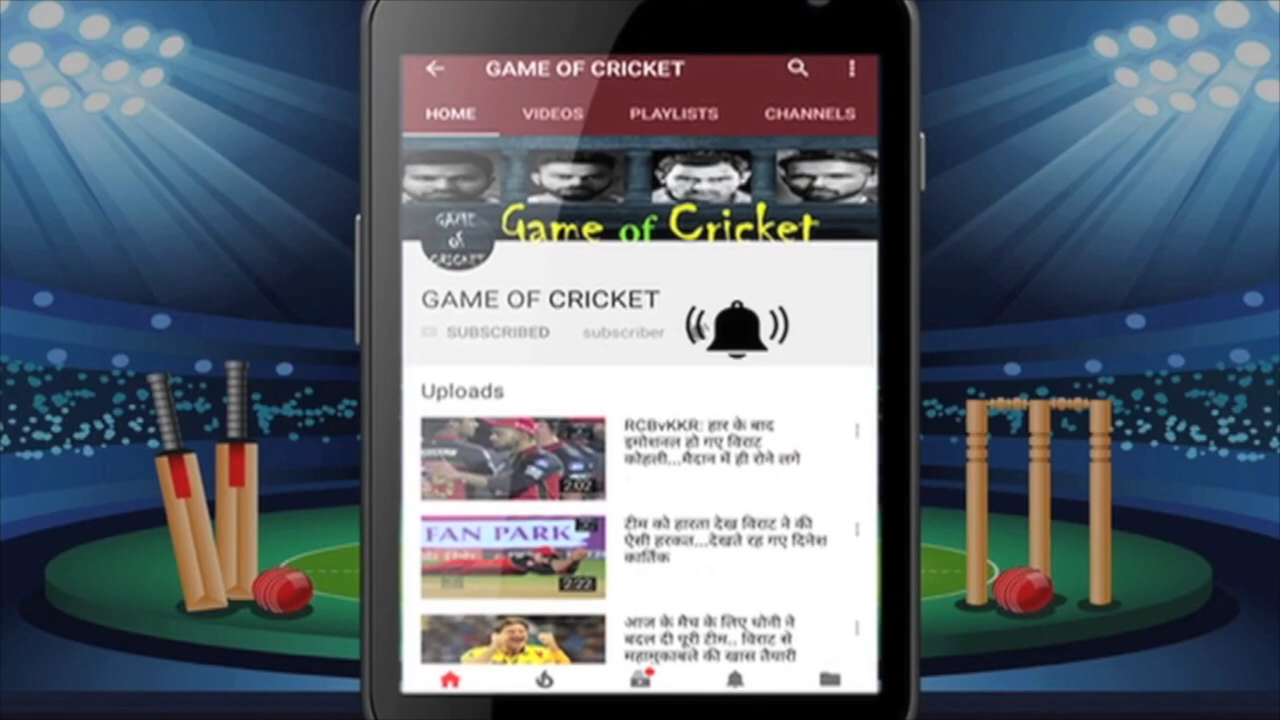 GAME OF CRICKET
HOME VIDEOS PLAYLISTS CHANNELS
Game of Cricket
GAME
of
CRICKET
GAME OF CRICKET
SUBSCRIBED subscriber
Uploads
RCBvKKR: हार के बाद
इमोशनल हो गए विराट
कोहली...मैदान में ही रोने लगे
2:02
FAN PARK
टीम को हारता देख विराट ने की
ऐसी हरकत...देखते रह गए दिनेश
कार्तिक
2:22
आज के मैच के लिए धोनी ने
बदल दी पूरी टीम.. विराट से
महामुकाबले की खास तैयारी